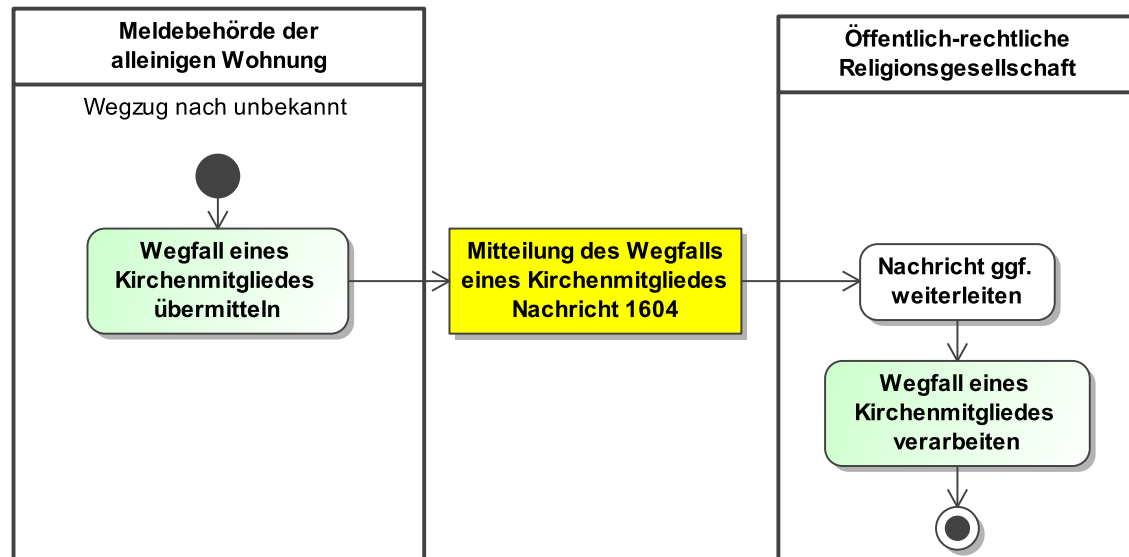 Meldebehörde der
alleinigen Wohnung
Wegzug nach unbekannt
Wegfall eines
Kirchenmitgliedes
übermitteln
Mitteilung des Wegfalls
eines Kirchenmitgliedes
Nachricht 1604
Öffentlich-rechtliche
Religionsgesellschaft
Nachricht ggf.
weiterleiten
Wegfall eines
Kirchenmitgliedes
verarbeiten